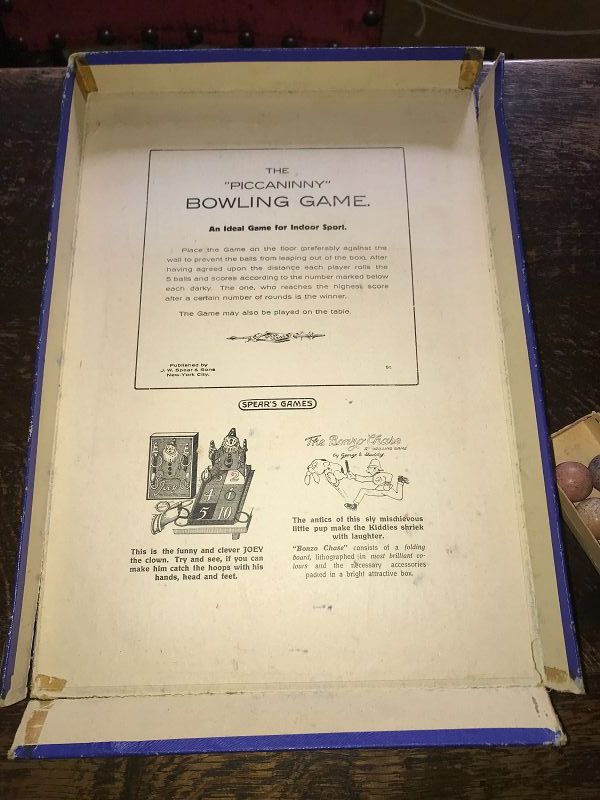 THE
"PICCANINNY"
BOWLING GAME.
An Ideal Game for Indoor Sport.
Place the Game on the floor (preferably against the
wall to prevent the balls from leaping out of the box). After
having agreed upon the distance each player rolls the
5 balls and scores according to the number marked below
each darky. The one, who reaches the highest score
after a certain number of rounds is the winner.
The Game may also be played on the table.
Published by
J. W. Spear & Sons
New-York City.
SPEAR'S GAMES
2
4 1
5 10
This is the funny and clever JOEY
the clown. Try and see, if you can
make him catch the hoops with his
hands, head and feet.
The Bonzo Chase
by George E. Studdy
The antics of this sly mischievous
little pup make the Kiddies shriek
with laughter.
"Bonzo Chase" consists of a folding
board, lithographed in most brilliant co-
lours and the necessary accessories
packed in a bright attractive box.